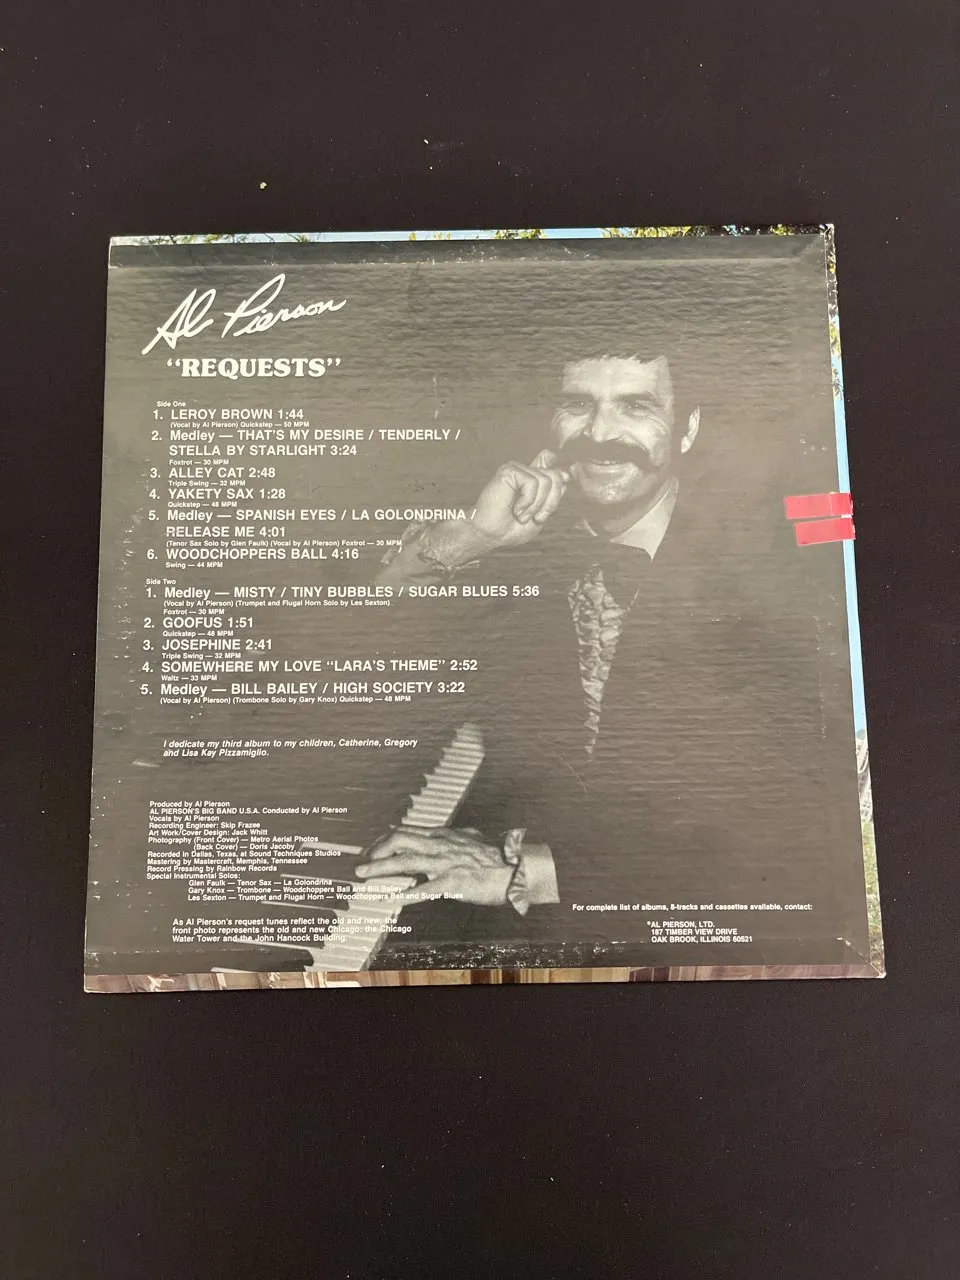 Al Pierson
“REQUESTS”
Side One
1. LEROY BROWN 1:44
(Vocal by Al Pierson) Quickstep — 50 MPM
2. Medley — THAT'S MY DESIRE / TENDERLY /
STELLA BY STARLIGHT 3:24
Foxtrot — 30 MPM
3. ALLEY CAT 2:48
Triple Swing — 32 MPM
4. YAKETY SAX 1:28
Quickstep — 48 MPM
5. Medley — SPANISH EYES / LA GOLONDRINA /
RELEASE ME 4:01
(Tenor Sax Solo by Glen Faulk) (Vocal by Al Pierson) Foxtrot — 30 MPM
6. WOODCHOPPERS BALL 4:16
Swing — 44 MPM
Side Two
1. Medley — MISTY / TINY BUBBLES / SUGAR BLUES 5:36
(Vocal by Al Pierson) (Trumpet and Flugal Horn Solo by Les Sexton)
Foxtrot — 30 MPM
2. GOOFUS 1:51
Quickstep — 48 MPM
3. JOSEPHINE 2:41
Triple Swing — 32 MPM
4. SOMEWHERE MY LOVE “LARA'S THEME” 2:52
Waltz — 33 MPM
5. Medley — BILL BAILEY / HIGH SOCIETY 3:22
(Vocal by Al Pierson) (Trombone Solo by Gary Knox) Quickstep — 48 MPM
I dedicate my third album to my children, Catherine, Gregory
and Lisa Kay Pizzamiglio.
Produced by Al Pierson
AL PIERSON'S BIG BAND U.S.A. Conducted by Al Pierson
Vocals by Al Pierson
Recording Engineer: Skip Frazee
Art Work/Cover Design: Jack Whitt
Photography (Front Cover) — Metro Aerial Photos
(Back Cover) — Doris Jacoby
Recorded in Dallas, Texas, at Sound Techniques Studios
Mastering by Mastercraft, Memphis, Tennessee
Record Pressing by Rainbow Records
Special Instrumental Solos:
Glen Faulk — Tenor Sax — La Golondrina
Gary Knox — Trombone — Woodchoppers Ball and Bill Bailey
Les Sexton — Trumpet and Flugal Horn — Woodchoppers Ball and Sugar Blues
As Al Pierson's request tunes reflect the old and new, the
front photo represents the old and new Chicago: the Chicago
Water Tower and the John Hancock Building.
For complete list of albums, 8-tracks and cassettes available, contact:
AL PIERSON, LTD.
187 TIMBER VIEW DRIVE
OAK BROOK, ILLINOIS 60521